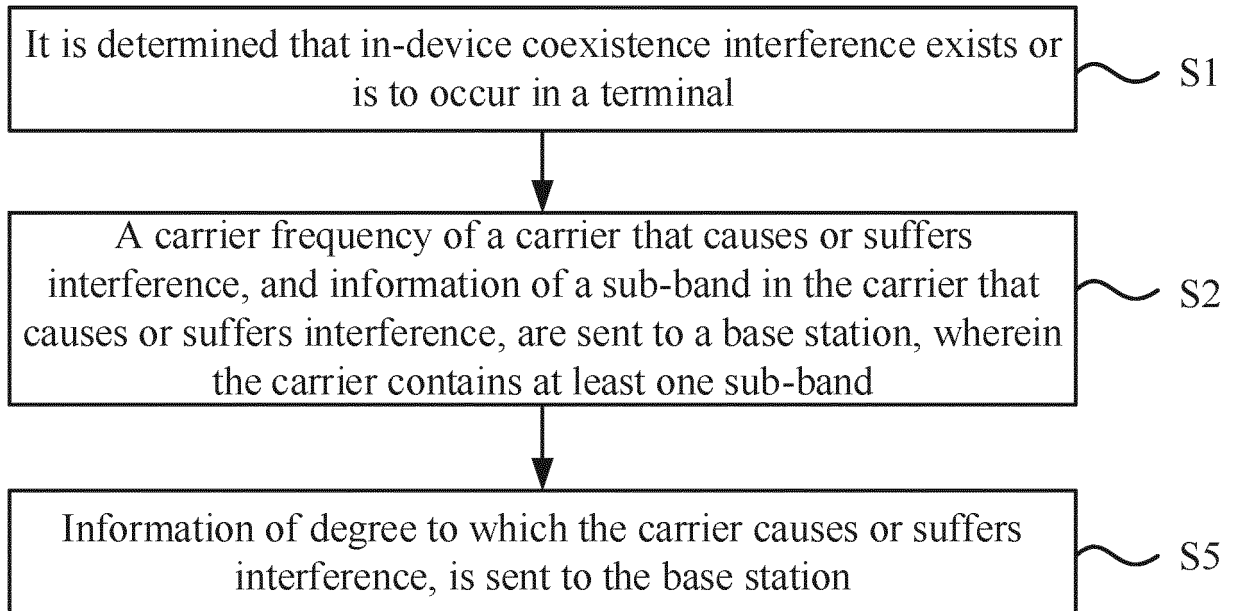 It is determined that in-device coexistence interference exists or
is to occur in a terminal
S1
A carrier frequency of a carrier that causes or suffers
interference, and information of a sub-band in the carrier that
causes or suffers interference, are sent to a base station, wherein
the carrier contains at least one sub-band
S2
Information of degree to which the carrier causes or suffers
interference, is sent to the base station
S5